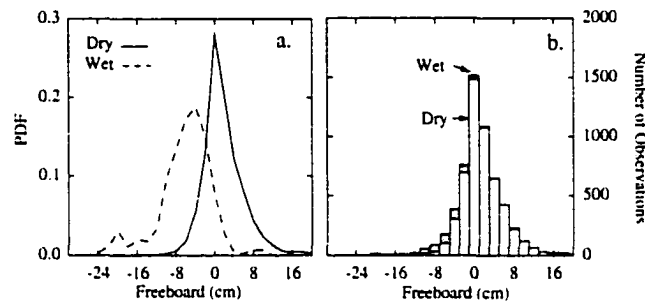 a.
Dry
Wet
PDF
0.3
0.2
0.1
0.0
-24 -16 -8 0 8 16
Freeboard (cm)
b.
Wet
Dry
2000
1500
1000
500
0
Number of Observations
-24 -16 -8 0 8 16
Freeboard (cm)